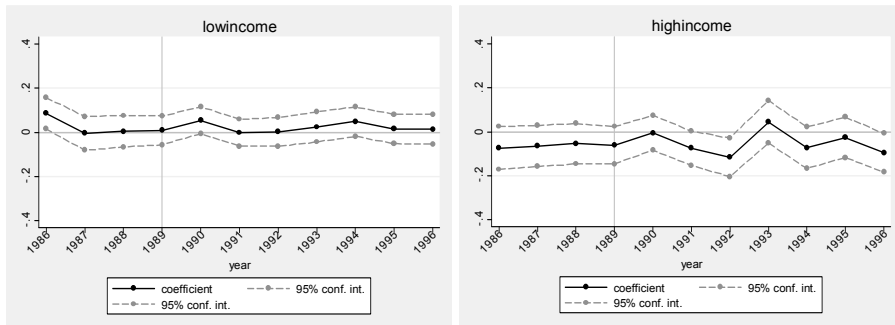 lowincome
.4
.2
0
-.2
-.4
1986 1987 1988 1989 1990 1991 1992 1993 1994 1995 1996
year
coefficient 95% conf. int.
95% conf. int.
highincome
.4
.2
0
-.2
-.4
1986 1987 1988 1989 1990 1991 1992 1993 1994 1995 1996
year
coefficient 95% conf. int.
95% conf. int.